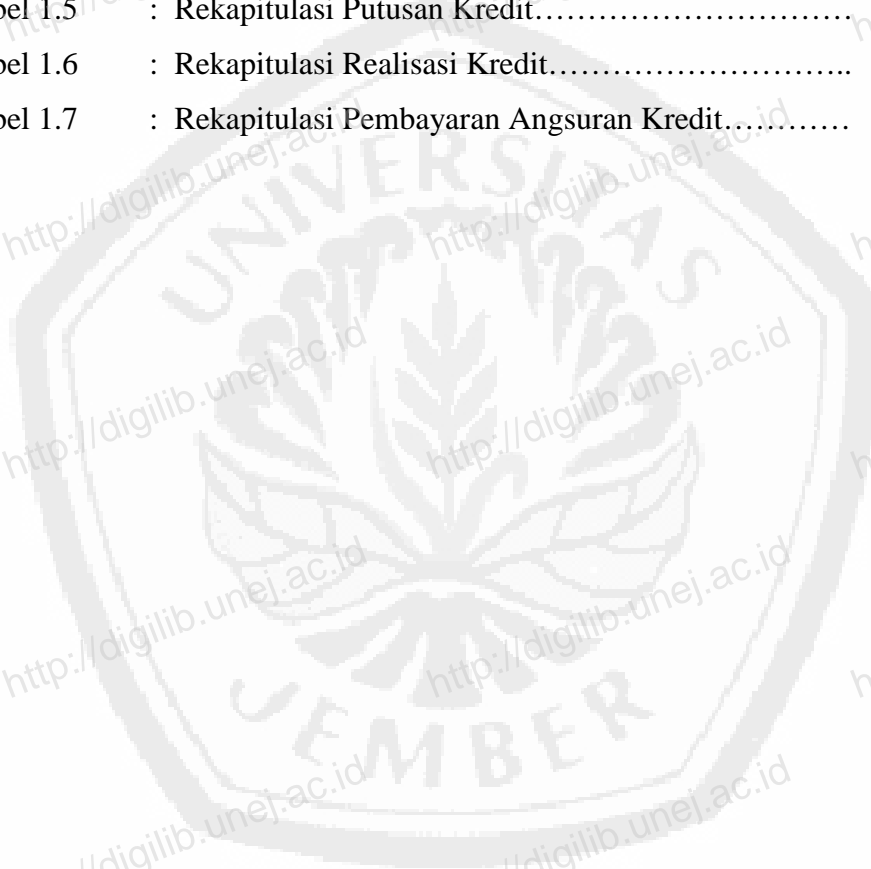 bel 1.5 : Rekapitulasi Putusan Kredit……………………………
bel 1.6 : Rekapitulasi Realisasi Kredit………………………..
bel 1.7 : Rekapitulasi Pembayaran Angsuran Kredit…………
UNIVERSITAS
JEMBER
http://digilib.unej.ac.id
http://digilib.unej.ac.id
http://digilib.unej.ac.id
http://digilib.unej.ac.id
http://digilib.unej.ac.id
http://digilib.unej.ac.id
//digilib.unej.ac.id
//digilib.unej.ac.id